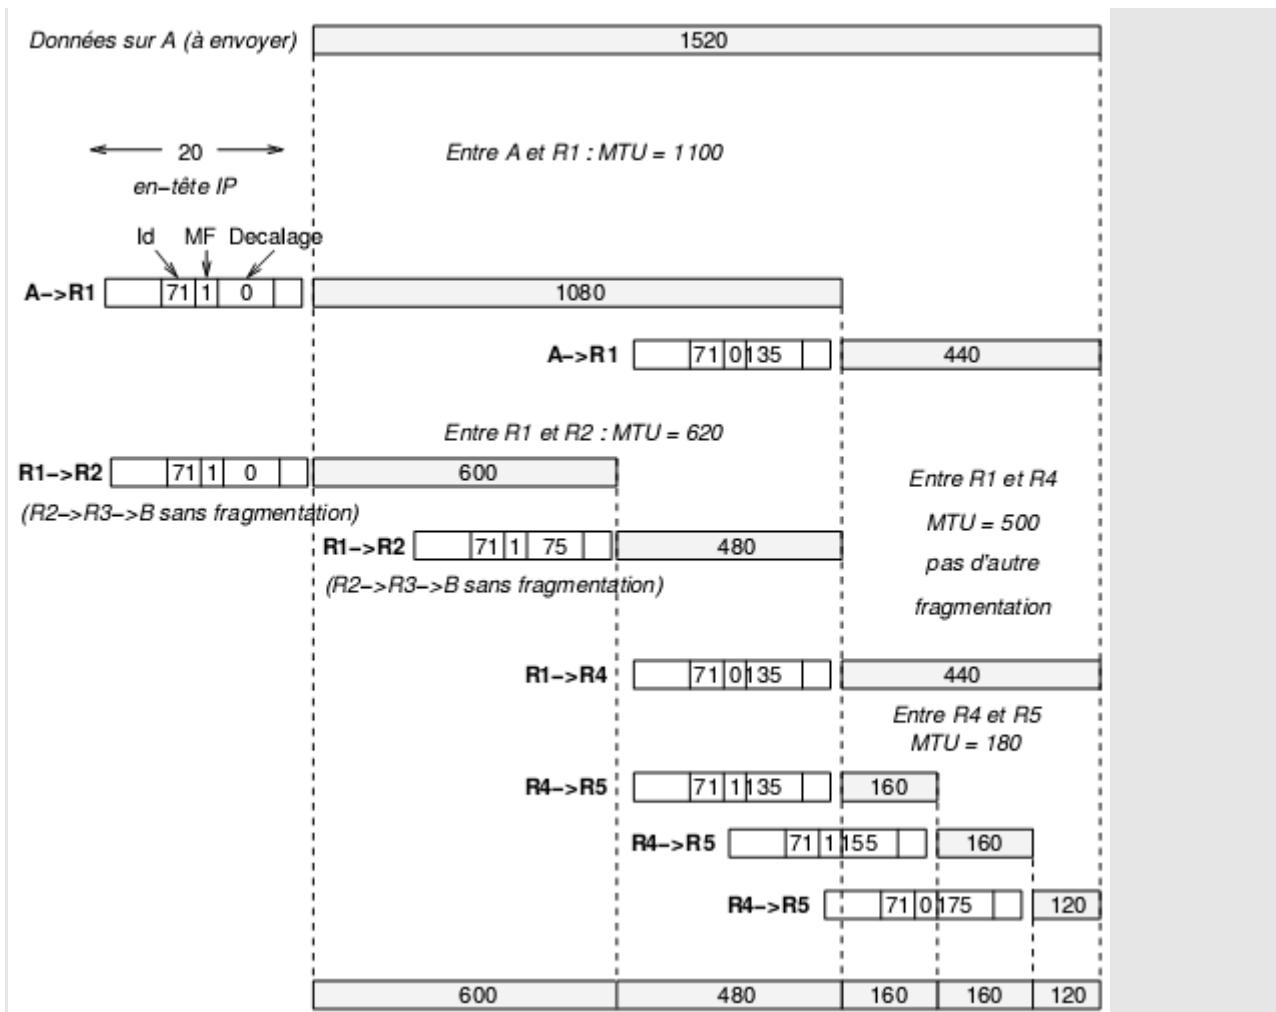 Données sur A (à envoyer) 1520
20 Entre A et R1 : MTU = 1100
en-tête IP
Id MF Decalage
A->R1 71 1 0 1080
A->R1 71 0 135 440
Entre R1 et R2 : MTU = 620
R1->R2 71 1 0 600 Entre R1 et R4
(R2->R3->B sans fragmentation) MTU = 500
R1->R2 71 1 75 480 pas d'autre
(R2->R3->B sans fragmentation) fragmentation
R1->R4 71 0 135 440
Entre R4 et R5
MTU = 180
R4->R5 71 1 135 160
R4->R5 71 1 155 160
R4->R5 71 0 175 120
600 480 160 160 120